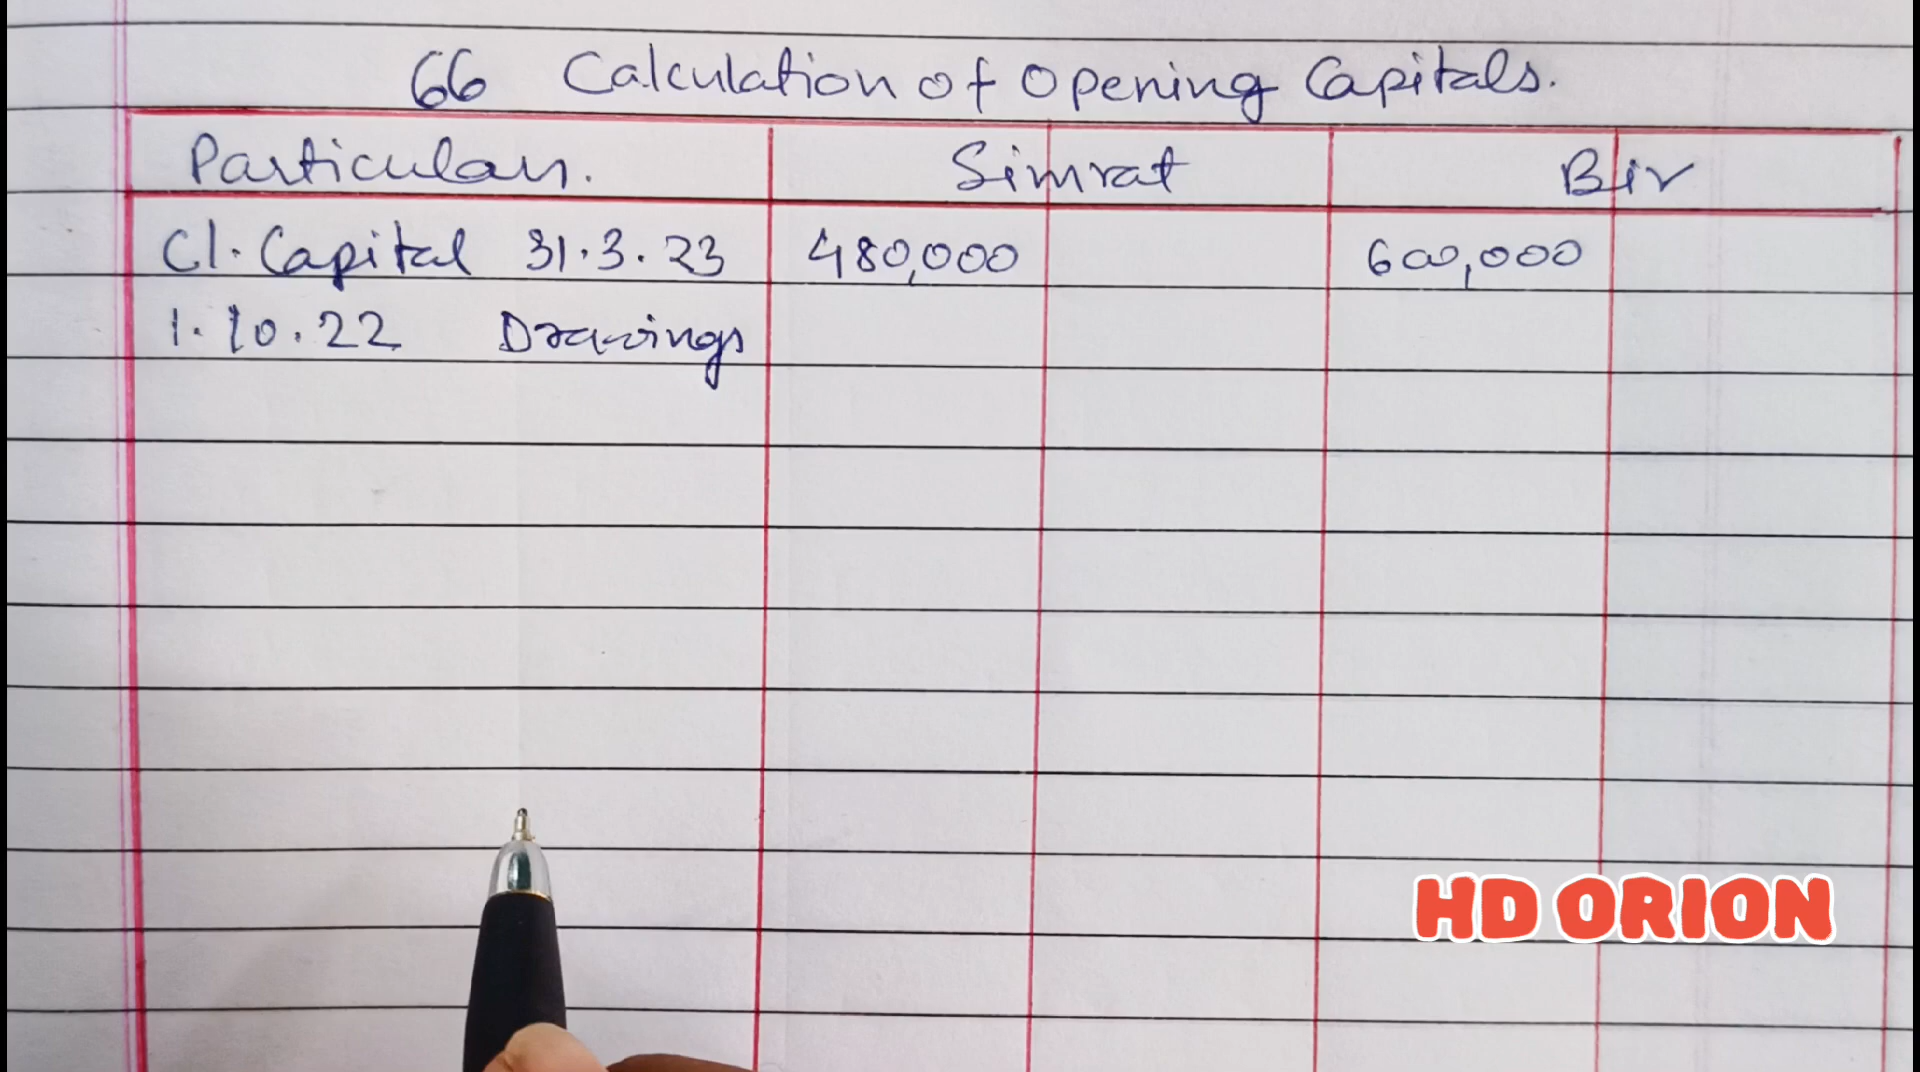 66 Calculation of Opening Capitals.
Particulars. Simrat Bir
Cl. Capital 31.3.23 480,000 600,000
1.10.22 Drawings
HD ORION